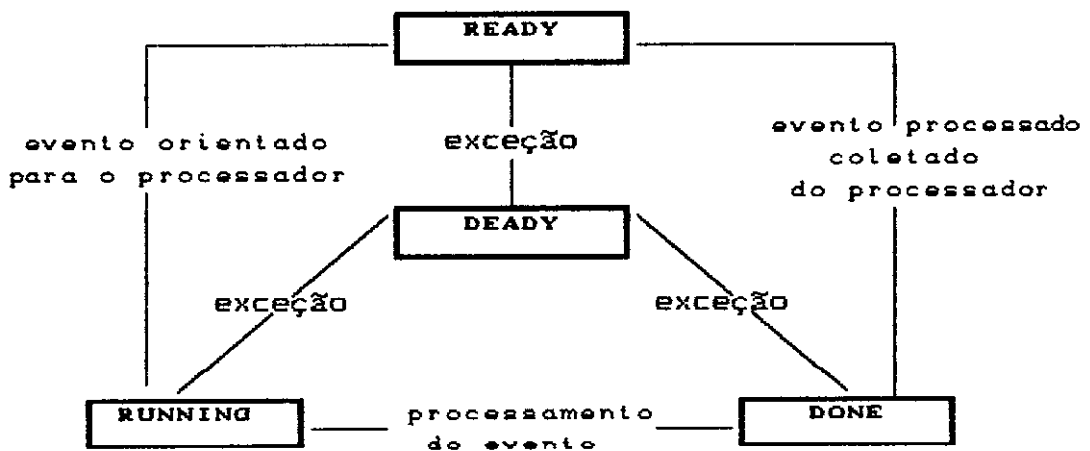 READY
evento orientado
para o processador
exceção
evento processado
coletado
do processador
DEADY
exceção
exceção
RUNNING
processamento
do evento
DONE